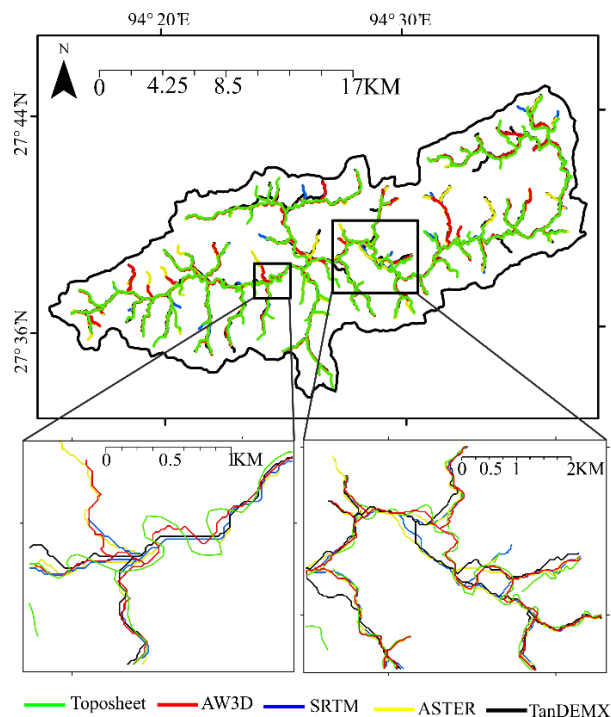 94° 20'E 94° 30'E
N
0 4.25 8.5 17KM
27° 44'N
27° 36'N
0 0.5 1KM
0 0.5 1 2KM
Toposheet AW3D SRTM ASTER TanDEMX